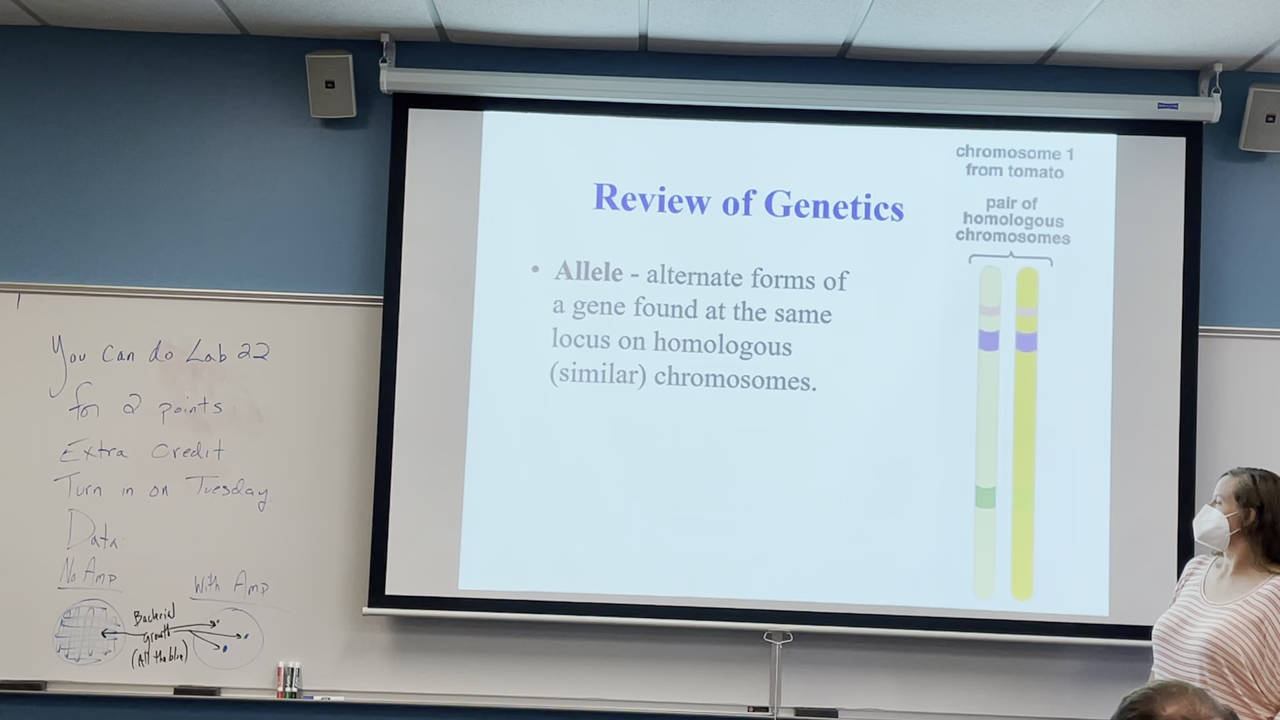 You Can do Lab 22
for 2 points
Extra Credit
Turn in on Tuesday
Data:
No Amp
With Amp
Bacterial
Growth
(All the blue)
Review of Genetics
• Allele - alternate forms of
a gene found at the same
locus on homologous
(similar) chromosomes.
chromosome 1
from tomato
pair of
homologous
chromosomes